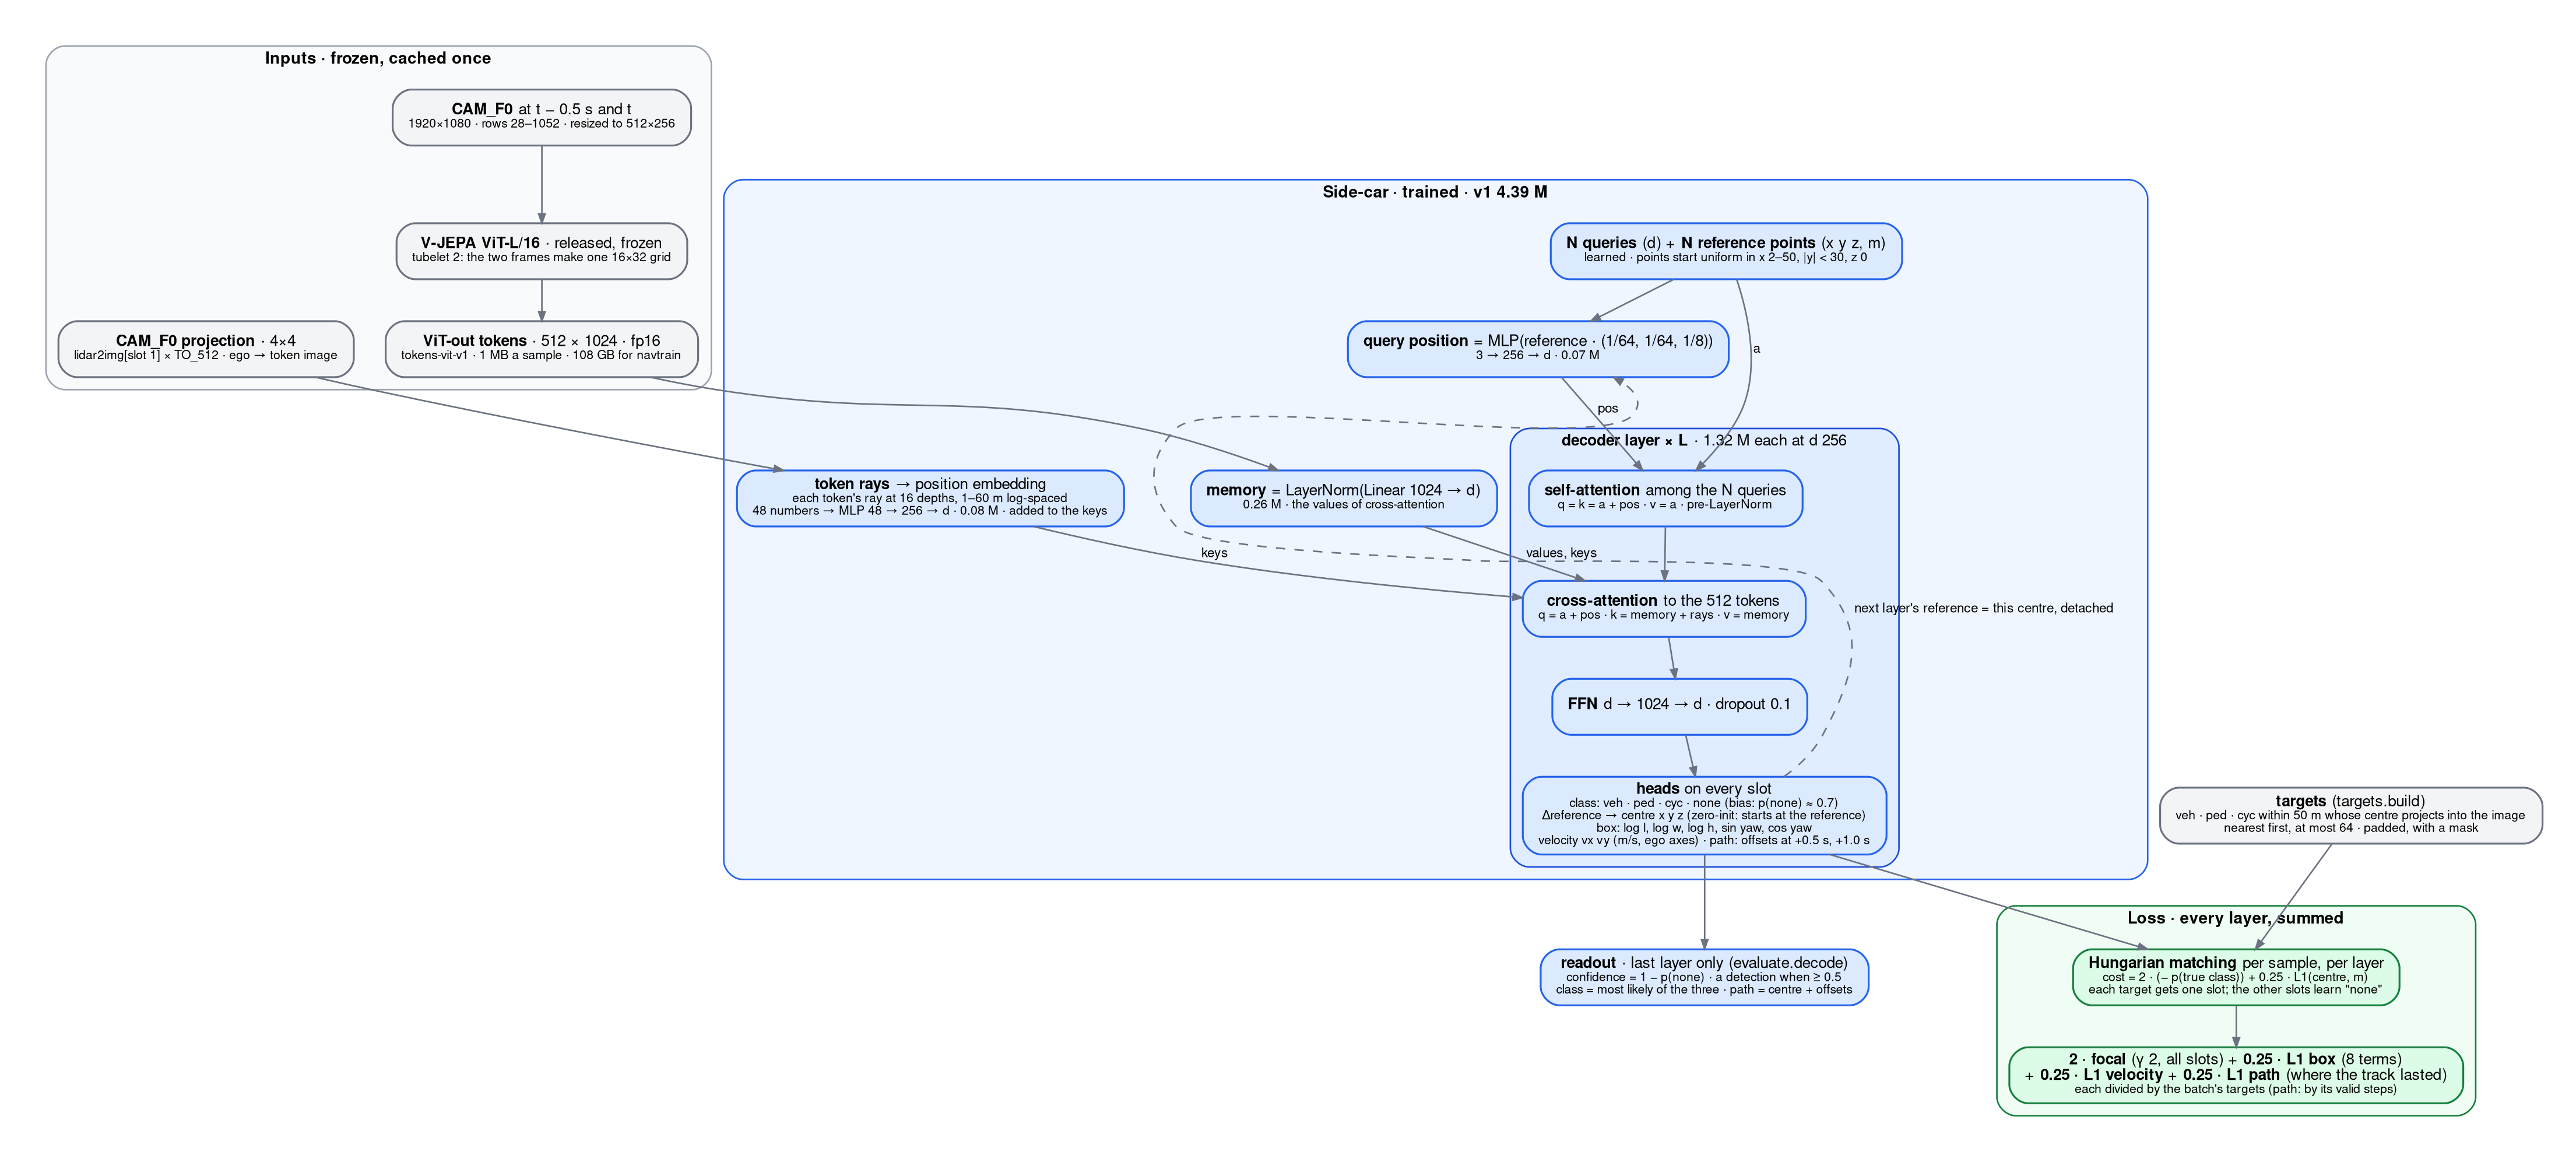 Inputs · frozen, cached once
CAM_F0 at t − 0.5 s and t
1920×1080 · rows 28–1052 · resized to 512×256
V-JEPA ViT-L/16 · released, frozen
tubelet 2: the two frames make one 16×32 grid
CAM_F0 projection · 4×4
lidar2img[slot 1] × TO_512 · ego → token image
ViT-out tokens · 512 × 1024 · fp16
tokens-vit-v1 · 1 MB a sample · 108 GB for navtrain
Side-car · trained · v1 4.39 M
N queries (d) + N reference points (x y z, m)
learned · points start uniform in x 2–50, |y| < 30, z 0
query position = MLP(reference · (1/64, 1/64, 1/8))
3 → 256 → d · 0.07 M
a
pos
decoder layer × L · 1.32 M each at d 256
token rays → position embedding
each token's ray at 16 depths, 1–60 m log-spaced
48 numbers → MLP 48 → 256 → d · 0.08 M · added to the keys
memory = LayerNorm(Linear 1024 → d)
0.26 M · the values of cross-attention
self-attention among the N queries
q = k = a + pos · v = a · pre-LayerNorm
keys
values, keys
cross-attention to the 512 tokens
q = a + pos · k = memory + rays · v = memory
next layer's reference = this centre, detached
FFN d → 1024 → d · dropout 0.1
heads on every slot
class: veh · ped · cyc · none (bias: p(none) ≈ 0.7)
Δreference → centre x y z (zero-init: starts at the reference)
box: log l, log w, log h, sin yaw, cos yaw
velocity vx vy (m/s, ego axes) · path: offsets at +0.5 s, +1.0 s
targets (targets.build)
veh · ped · cyc within 50 m whose centre projects into the image
nearest first, at most 64 · padded, with a mask
readout · last layer only (evaluate.decode)
confidence = 1 − p(none) · a detection when ≥ 0.5
class = most likely of the three · path = centre + offsets
Loss · every layer, summed
Hungarian matching per sample, per layer
cost = 2 · (− p(true class)) + 0.25 · L1(centre, m)
each target gets one slot; the other slots learn "none"
2 · focal (γ 2, all slots) + 0.25 · L1 box (8 terms)
+ 0.25 · L1 velocity + 0.25 · L1 path (where the track lasted)
each divided by the batch's targets (path: by its valid steps)